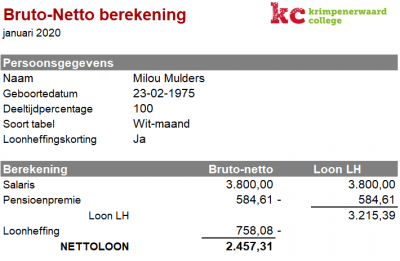 Bruto-Netto berekening
januari 2020
kc krimpenerwaard
college
Persoonsgegevens
Naam Milou Mulders
Geboortedatum 23-02-1975
Deeltijdpercentage 100
Soort tabel Wit-maand
Loonheffingskorting Ja
Berekening Bruto-netto Loon LH
Salaris 3.800,00 3.800,00
Pensioenpremie 584,61 - 584,61
Loon LH 3.215,39
Loonheffing 758,08 -
NETTOLOON 2.457,31